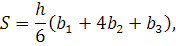 S = h/6 (b₁ + 4b₂ + b₃),